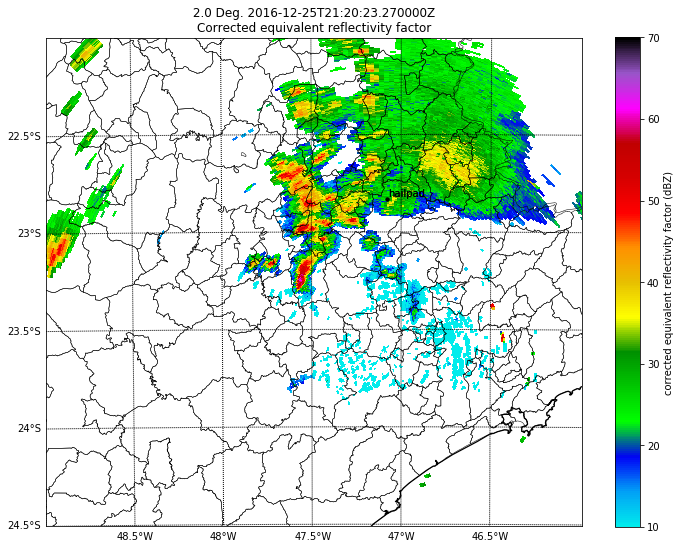 2.0 Deg. 2016-12-25T21:20:23.270000Z
Corrected equivalent reflectivity factor
22.5°S
23°S
23.5°S
24°S
24.5°S
48.5°W
48°W
47.5°W
47°W
46.5°W
hailpad
70
60
50
40
30
20
10
corrected equivalent reflectivity factor (dBZ)